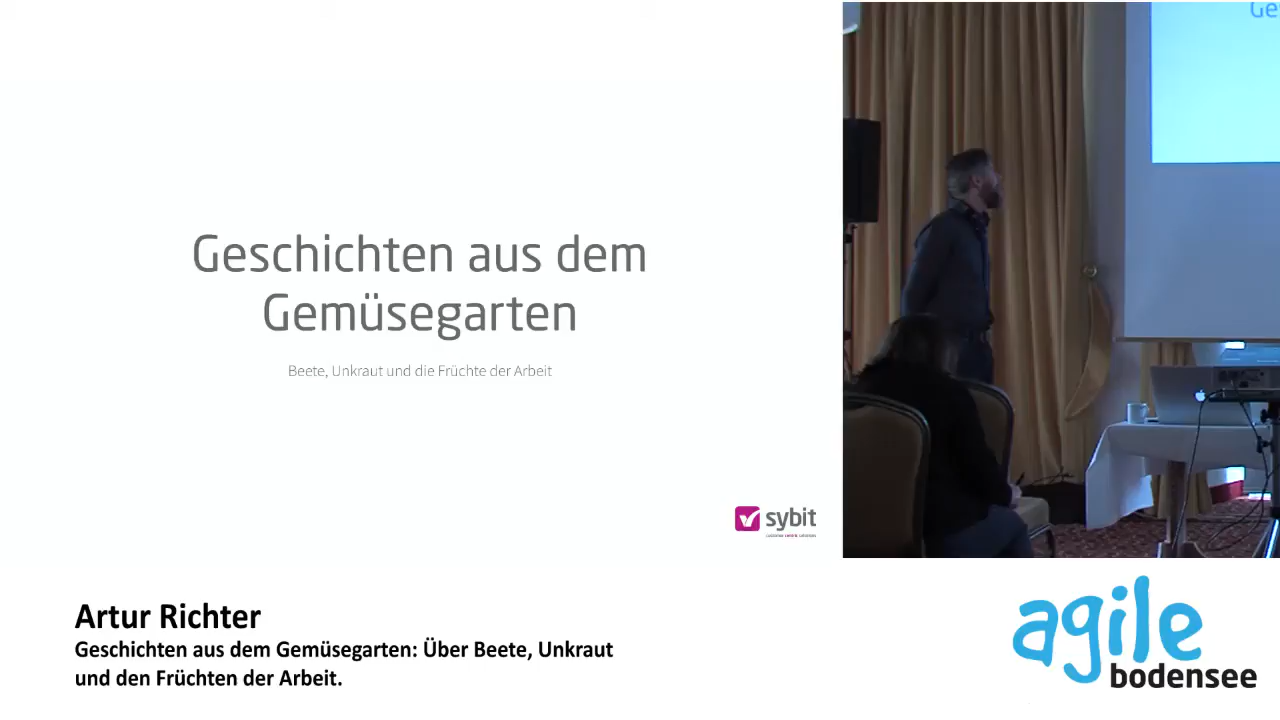 Geschichten aus dem
Gemüsegarten
Beete, Unkraut und die Früchte der Arbeit
sybit
Ge
Artur Richter
Geschichten aus dem Gemüsegarten: Über Beete, Unkraut
und den Früchten der Arbeit.
agile
bodensee